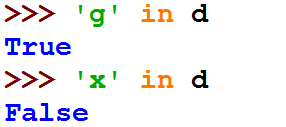 >>> 'g' in d
True
>>> 'x' in d
False